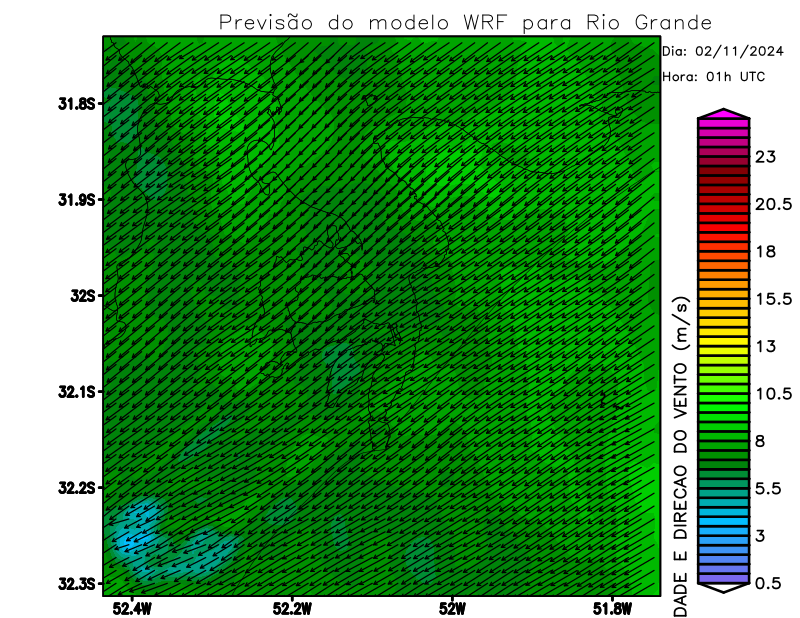 Previsão do modelo WRF para Rio Grande
Dia: 02/11/2024
Hora: 01h UTC
31.8S
31.9S
32S
32.1S
32.2S
32.3S
52.4W
52.2W
52W
51.8W
23
20.5
18
15.5
13
10.5
8
5.5
3
0.5
DADE E DIRECAO DO VENTO (m/s)